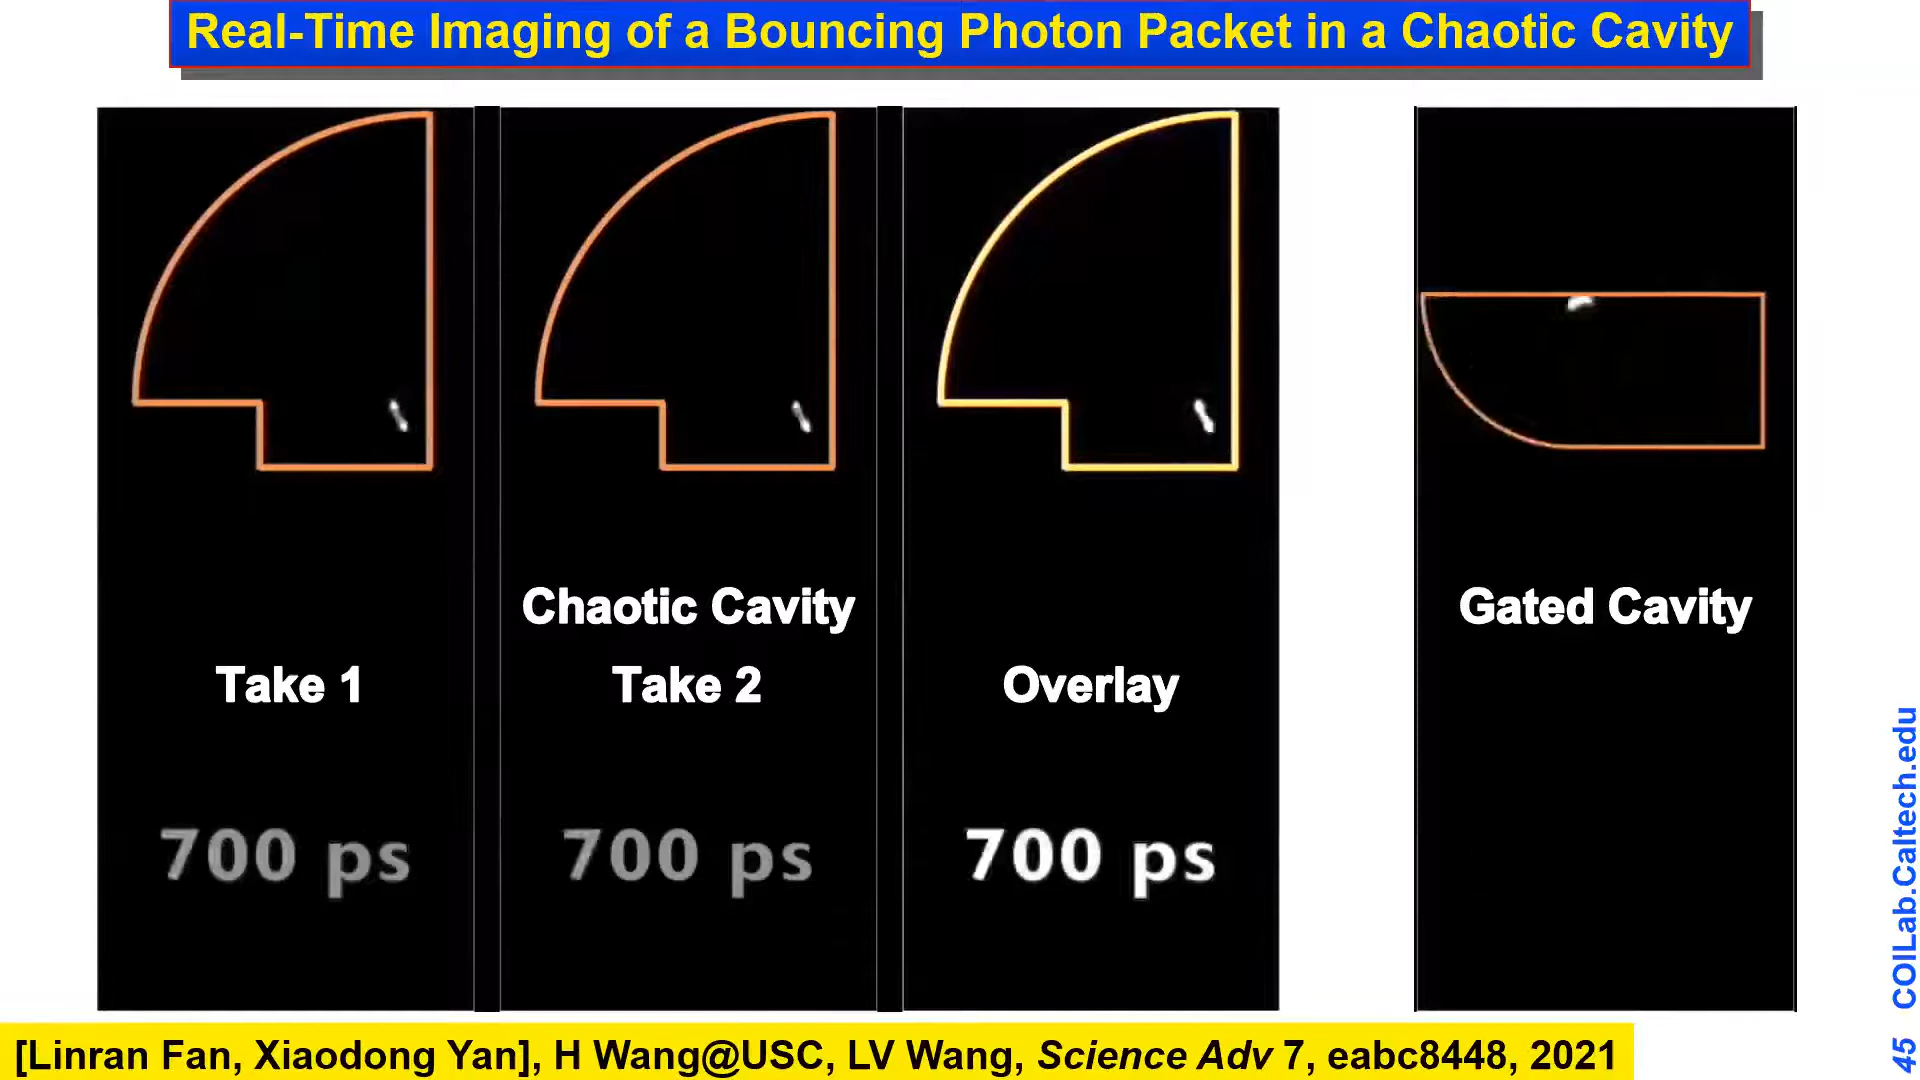 Real-Time Imaging of a Bouncing Photon Packet in a Chaotic Cavity
Chaotic Cavity
Gated Cavity
Take 1
Take 2
Overlay
700 ps
700 ps
700 ps
[Linran Fan, Xiaodong Yan], H Wang@USC, LV Wang, Science Adv 7, eabc8448, 2021
45 COILab.Caltech.edu